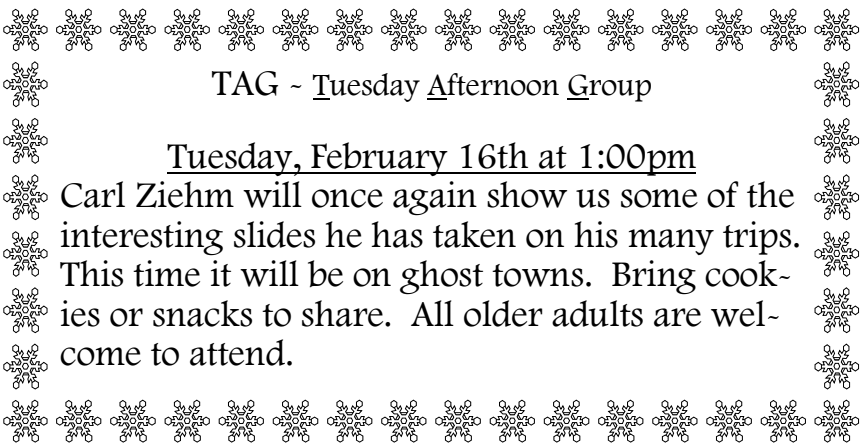 TAG ~ Tuesday Afternoon Group
Tuesday, February 16th at 1:00pm
Carl Ziehm will once again show us some of the
interesting slides he has taken on his many trips.
This time it will be on ghost towns.  Bring cook-
ies or snacks to share.  All older adults are wel-
come to attend.